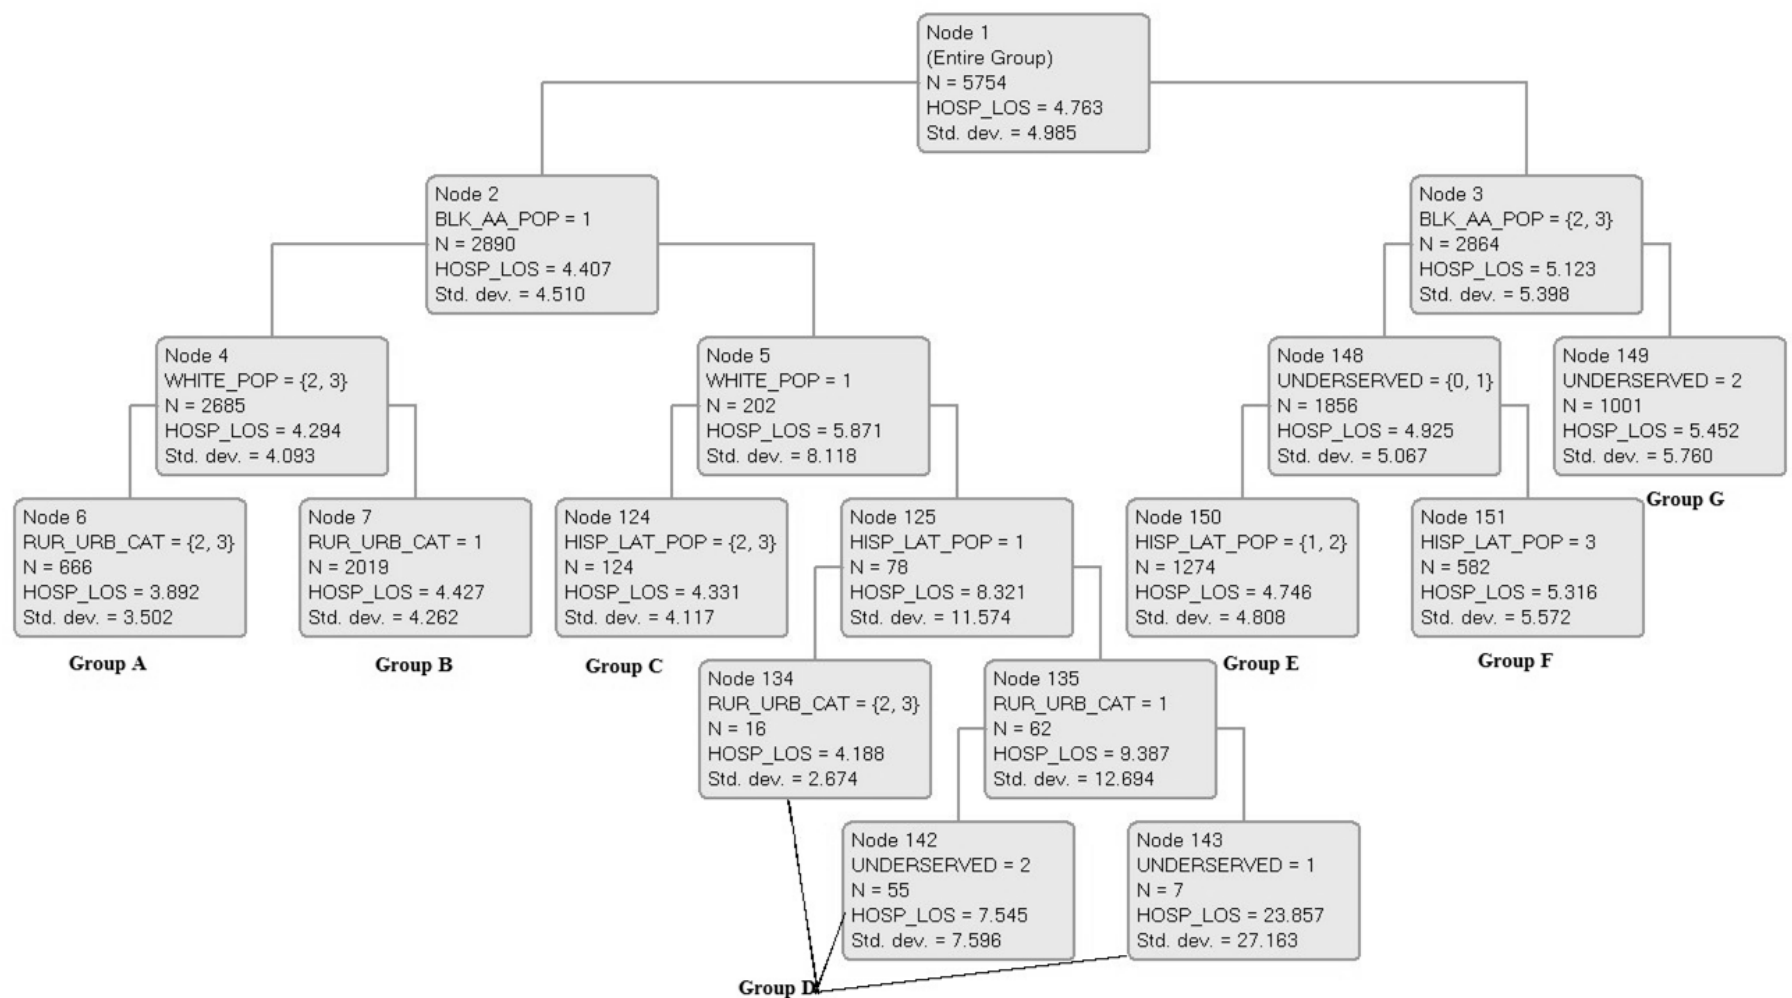 Node 1
(Entire Group)
N = 5754
HOSP_LOS = 4.763
Std. dev. = 4.985
Node 2
BLK_AA_POP = 1
N = 2890
HOSP_LOS = 4.407
Std. dev. = 4.510
Node 3
BLK_AA_POP = {2, 3}
N = 2864
HOSP_LOS = 5.123
Std. dev. = 5.398
Node 4
WHITE_POP = {2, 3}
N = 2685
HOSP_LOS = 4.294
Std. dev. = 4.093
Node 5
WHITE_POP = 1
N = 202
HOSP_LOS = 5.871
Std. dev. = 8.118
Node 148
UNDERSERVED = {0, 1}
N = 1856
HOSP_LOS = 4.925
Std. dev. = 5.067
Node 149
UNDERSERVED = 2
N = 1001
HOSP_LOS = 5.452
Std. dev. = 5.760
Group G
Node 6
RUR_URB_CAT = {2, 3}
N = 666
HOSP_LOS = 3.892
Std. dev. = 3.502
Group A
Node 7
RUR_URB_CAT = 1
N = 2019
HOSP_LOS = 4.427
Std. dev. = 4.262
Group B
Node 124
HISP_LAT_POP = {2, 3}
N = 124
HOSP_LOS = 4.331
Std. dev. = 4.117
Group C
Node 125
HISP_LAT_POP = 1
N = 78
HOSP_LOS = 8.321
Std. dev. = 11.574
Node 150
HISP_LAT_POP = {1, 2}
N = 1274
HOSP_LOS = 4.746
Std. dev. = 4.808
Group E
Node 151
HISP_LAT_POP = 3
N = 582
HOSP_LOS = 5.316
Std. dev. = 5.572
Group F
Node 134
RUR_URB_CAT = {2, 3}
N = 16
HOSP_LOS = 4.188
Std. dev. = 2.674
Node 135
RUR_URB_CAT = 1
N = 62
HOSP_LOS = 9.387
Std. dev. = 12.694
Node 142
UNDERSERVED = 2
N = 55
HOSP_LOS = 7.545
Std. dev. = 7.596
Node 143
UNDERSERVED = 1
N = 7
HOSP_LOS = 23.857
Std. dev. = 27.163
Group D